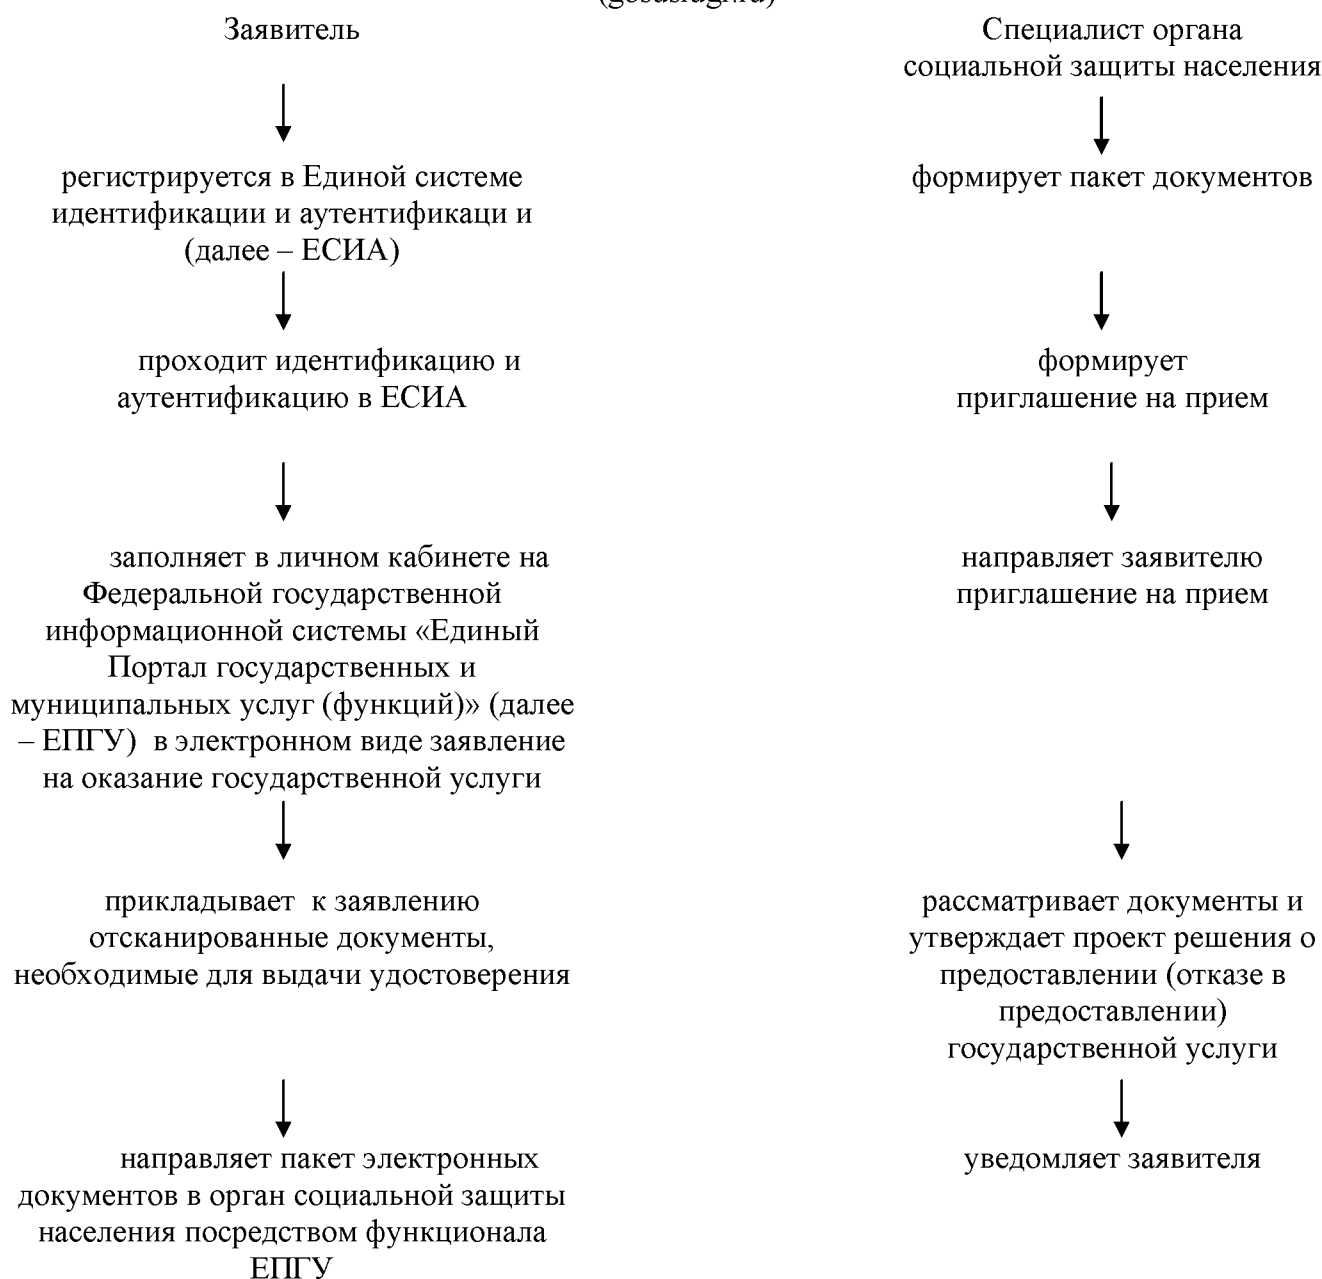 Заявитель
регистрируется в Единой системе
идентификации и аутентификаци и
(далее – ЕСИА)
проходит идентификацию и
аутентификацию в ЕСИА
заполняет в личном кабинете на
Федеральной государственной
информационной системы «Единый
Портал государственных и
муниципальных услуг (функций)» (далее
– ЕПГУ) в электронном виде заявление
на оказание государственной услуги
прикладывает к заявлению
отсканированные документы,
необходимые для выдачи удостоверения
направляет пакет электронных
документов в орган социальной защиты
населения посредством функционала
ЕПГУ
Специалист органа
социальной защиты населения
формирует пакет документов
формирует
приглашение на прием
направляет заявителю
приглашение на прием
рассматривает документы и
утверждает проект решения о
предоставлении (отказе в
предоставлении)
государственной услуги
уведомляет заявителя